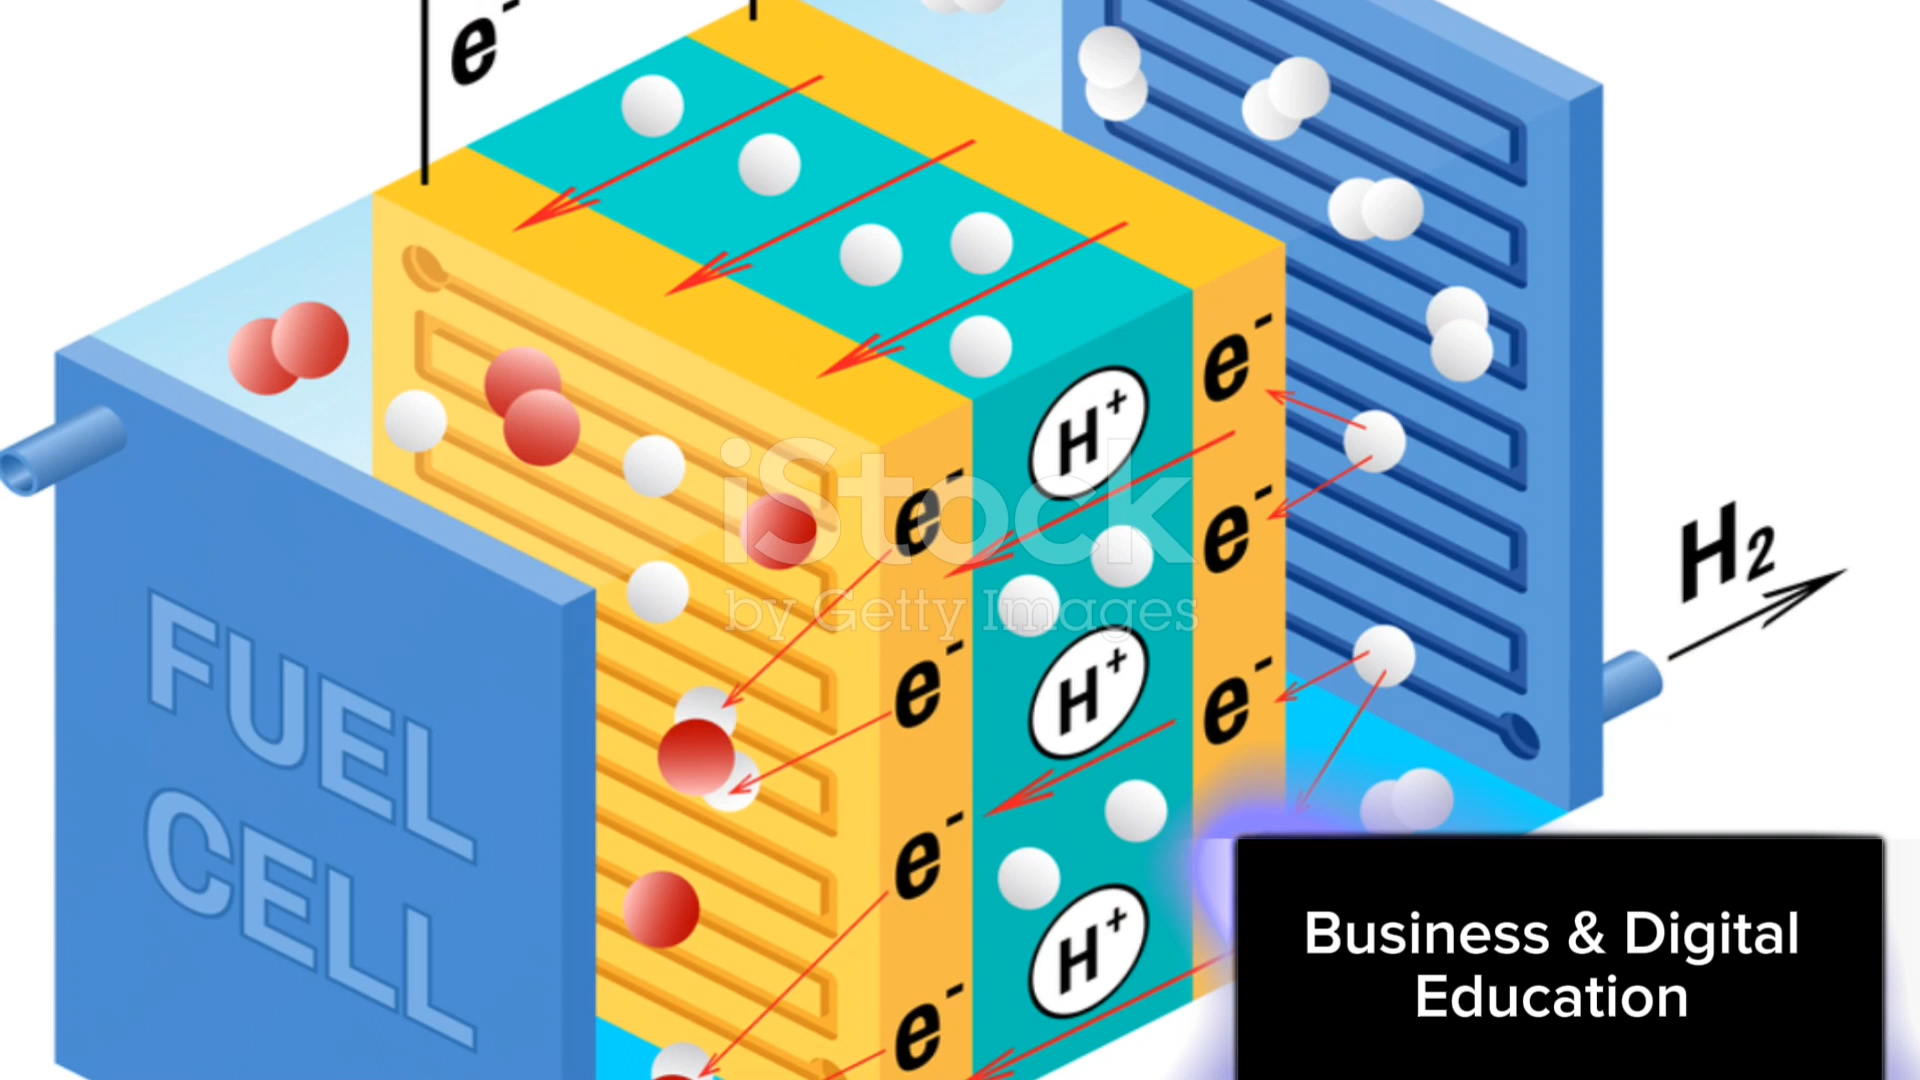 e-
e-
H+
e-
iStock
by Getty Images
e-
H2
e-
H+
e-
FUEL
CELL
e-
H+
e-
Business & Digital
Education